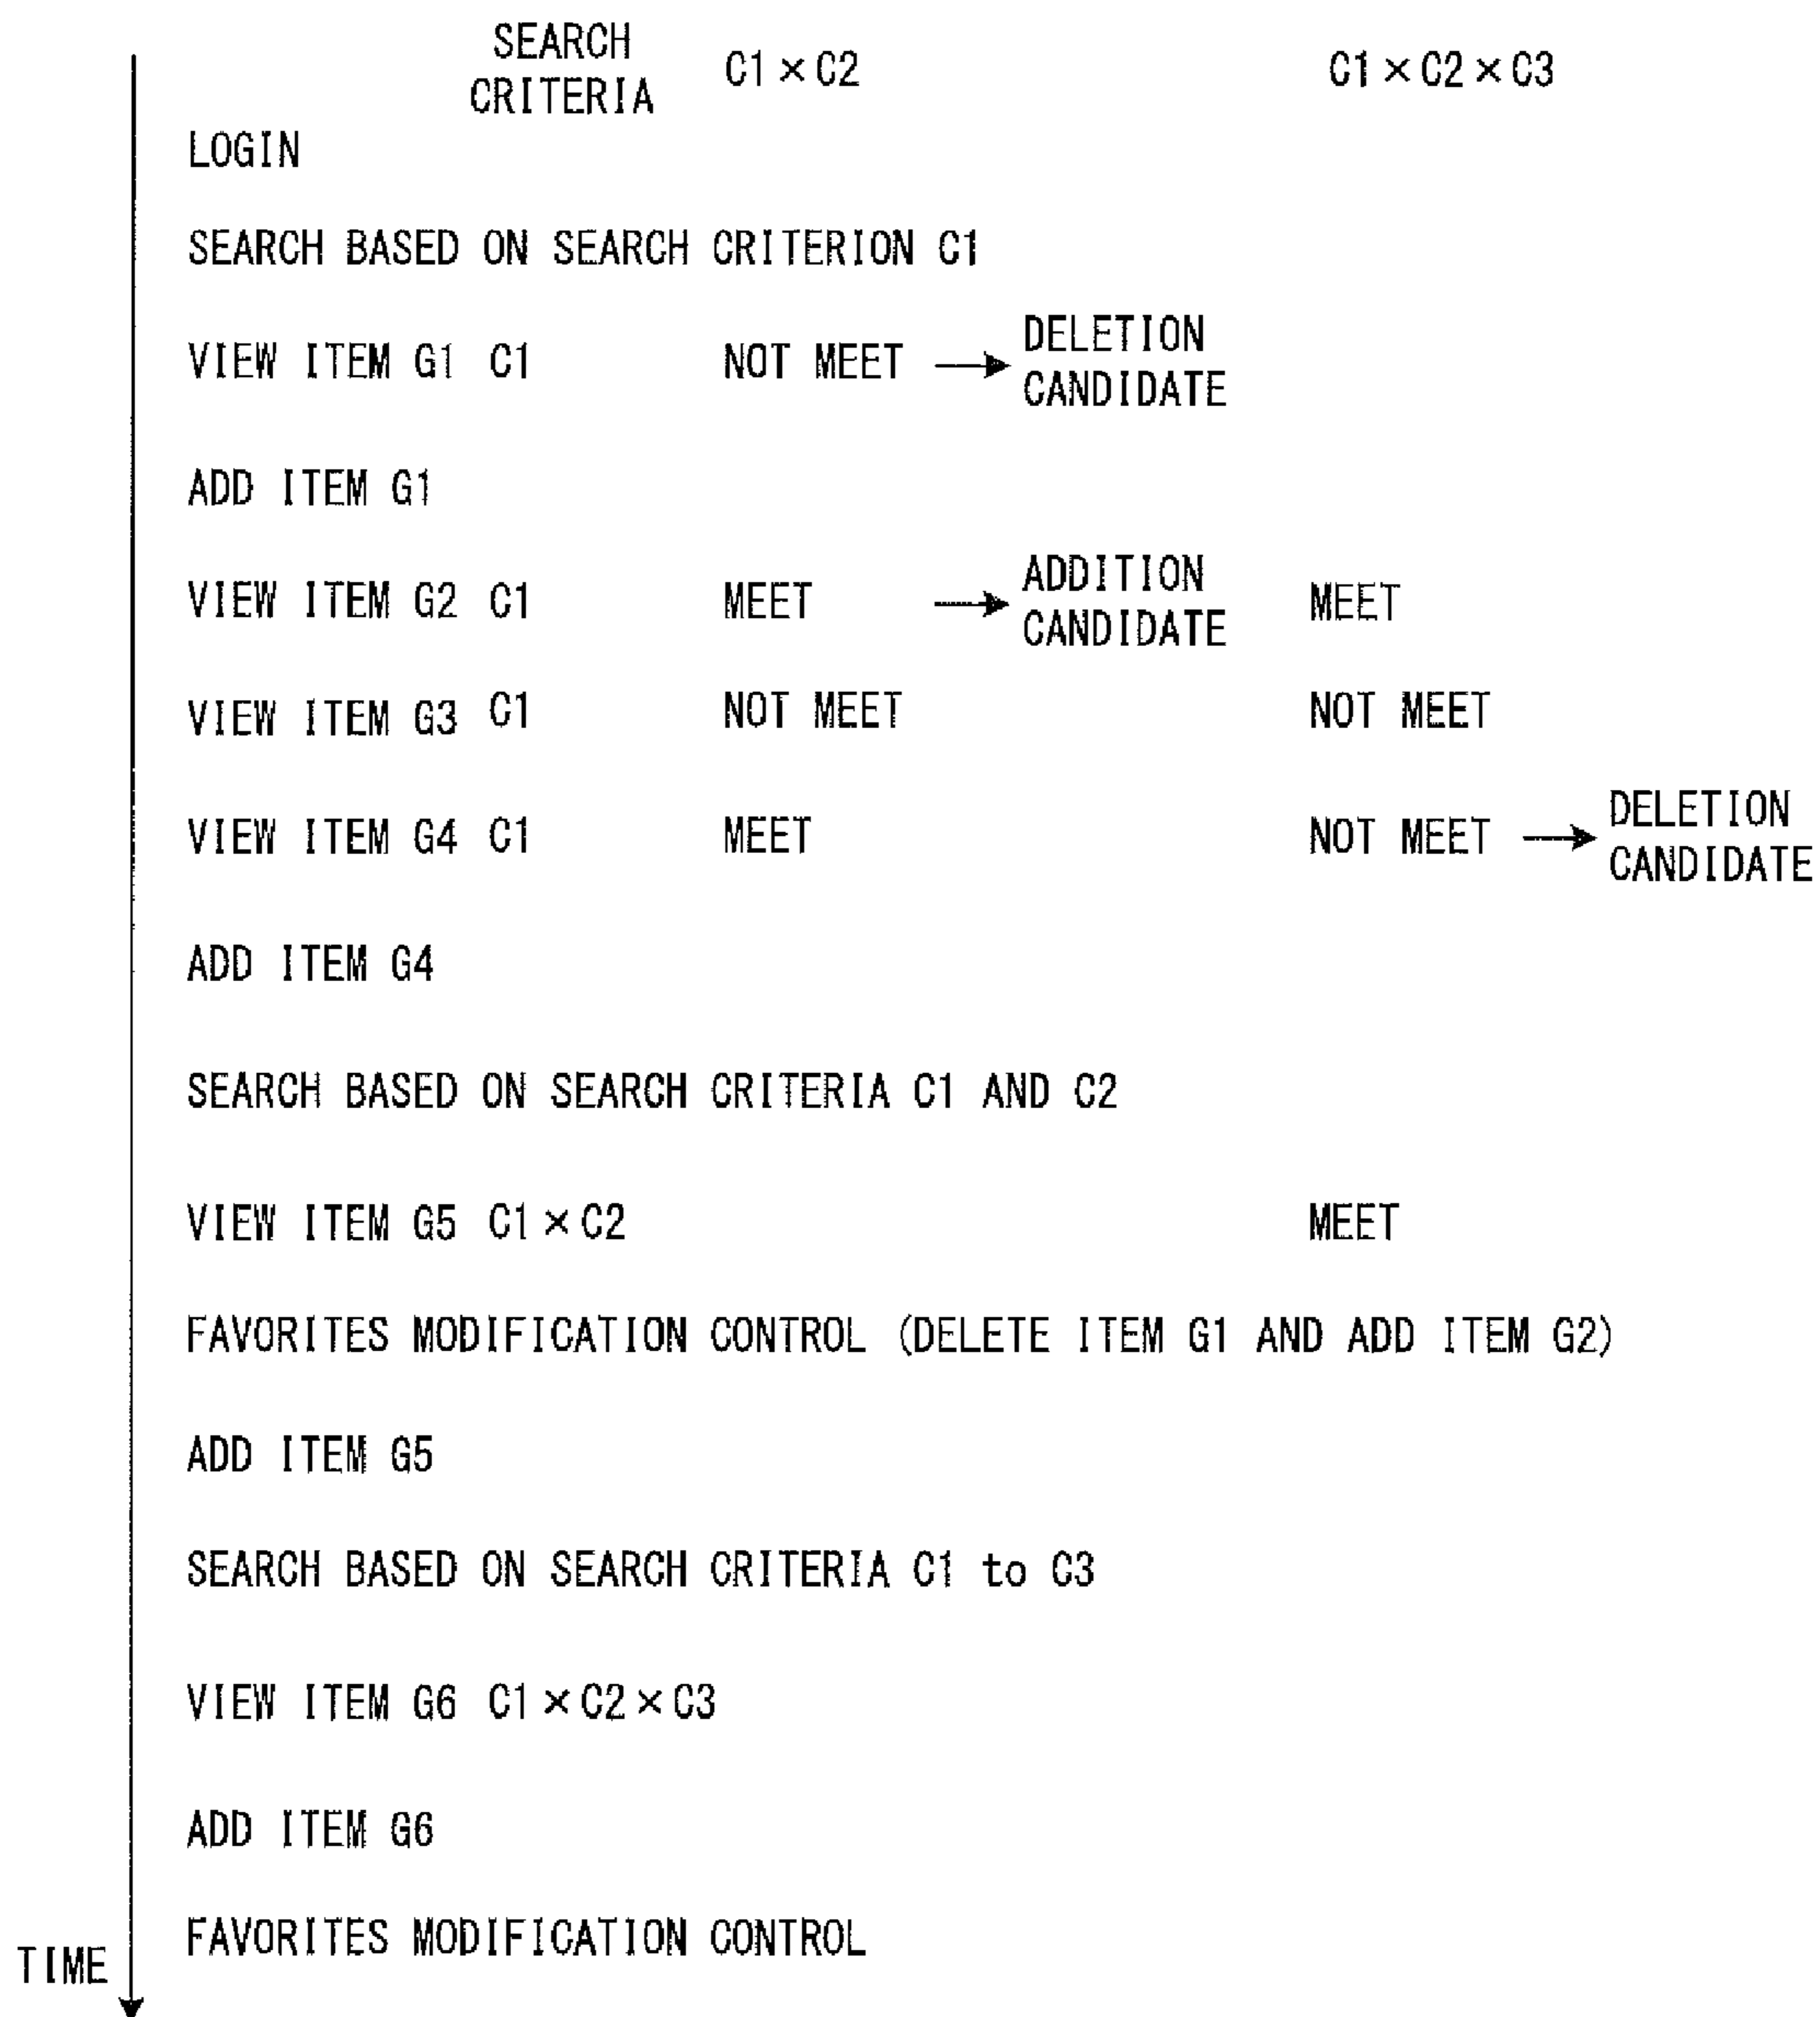 SEARCH
CRITERIA
C1×C2
C1×C2×C3
LOGIN
SEARCH BASED ON SEARCH CRITERION C1
VIEW ITEM G1 C1 NOT MEET → DELETION
CANDIDATE
ADD ITEM G1
VIEW ITEM G2 C1 MEET → ADDITION
CANDIDATE
MEET
VIEW ITEM G3 C1 NOT MEET NOT MEET
VIEW ITEM G4 C1 MEET NOT MEET → DELETION
CANDIDATE
ADD ITEM G4
SEARCH BASED ON SEARCH CRITERIA C1 AND C2
VIEW ITEM G5 C1×C2 MEET
FAVORITES MODIFICATION CONTROL (DELETE ITEM G1 AND ADD ITEM G2)
ADD ITEM G5
SEARCH BASED ON SEARCH CRITERIA C1 to C3
VIEW ITEM G6 C1×C2×C3
ADD ITEM G6
FAVORITES MODIFICATION CONTROL
TIME